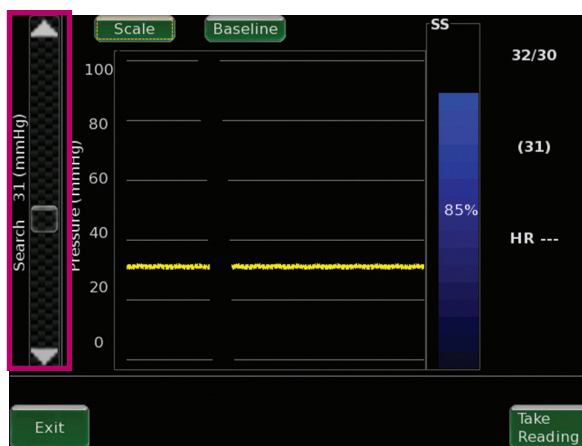 Scale
Baseline
SS
32/30
(31)
HR ---
Search 31 (mmHg)
Pressure (mmHg)
100
80
60
40
20
0
85%
Exit
Take
Reading